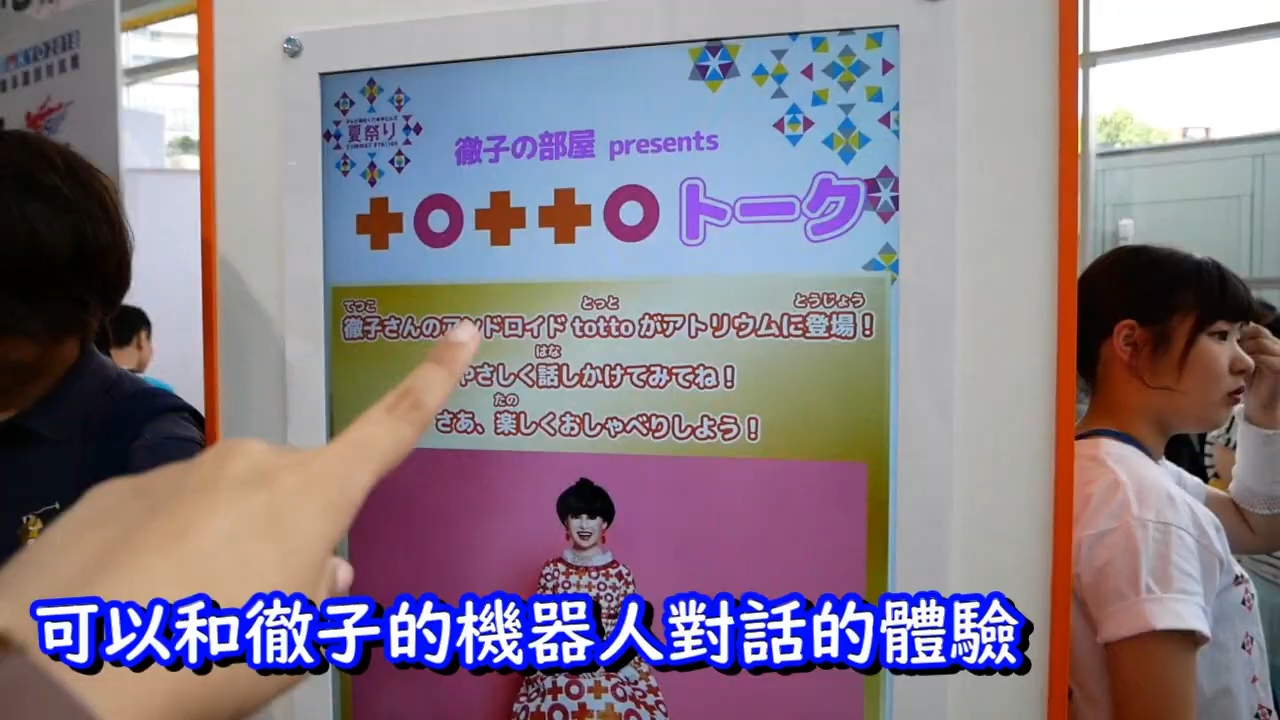 夏祭り
SUMMER STATION
徹子の部屋 presents
totto トーク
てつこ とっと とうじょう
徹子さんのアンドロイド totto がアトリウムに登場！
はな
やさしく話しかけてみてね！
たの
さあ、楽しくおしゃべりしよう！
可以和徹子的機器人對話的體驗